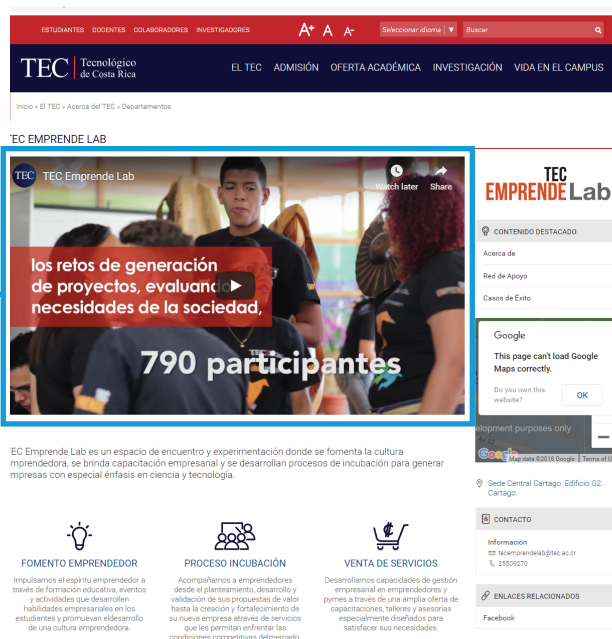 ESTUDIANTES DOCENTES COLABORADORES INVESTIGADORES A+ A A- Seleccionar idioma ▼ Buscar
TEC Tecnológico
de Costa Rica
EL TEC ADMISIÓN OFERTA ACADÉMICA INVESTIGACIÓN VIDA EN EL CAMPUS
Inicio » El TEC » Acerca del TEC » Departamentos
EC EMPRENDE LAB
TEC TEC Emprende Lab
Watch later Share
los retos de generación
de proyectos, evaluando
necesidades de la sociedad,
790 participantes
EC Emprende Lab es un espacio de encuentro y experimentación donde se fomenta la cultura
mprendedora, se brinda capacitación empresarial y se desarrollan procesos de incubación para generar
mpresas con especial énfasis en ciencia y tecnología.
FOMENTO EMPRENDEDOR
Impulsamos el espíritu emprendedor a
través de formacion educativa, eventos
y actividades que desarrollen
habilidades empresariales en los
estudiantes y promuevan eldesarrollo
de una cultura emprendedora.
PROCESO INCUBACIÓN
Acompañamos a emprendedores
desde el planteamiento, desarrollo y
validación de sus propuestas de valor
hasta la creación y fortalecimiento de
su nueva empresa através de servicios
que les permitan enfrentar las
condiciones competitivas delmercado
VENTA DE SERVICIOS
Desarrollamos capacidades de gestión
empresarial en emprendedores y
pymes a través de una amplia oferta de
capacitaciones, talleres y asesorias
especialmente diseñados para
satisfacer sus necesidades.
TEC
EMPRENDE Lab
CONTENIDO DESTACADO
Acerca de
Red de Apoyo
Casos de Éxito
Google
This page can't load Google
Maps correctly.
Do you own this
website?
OK
elopment purposes only
Google Map data ©2018 Google Terms of U
Sede Central Cartago. Edificio G2.
Cartago.
CONTACTO
Información
tecemprendelab@tec.ac.cr
25509270
ENLACES RELACIONADOS
Facebook